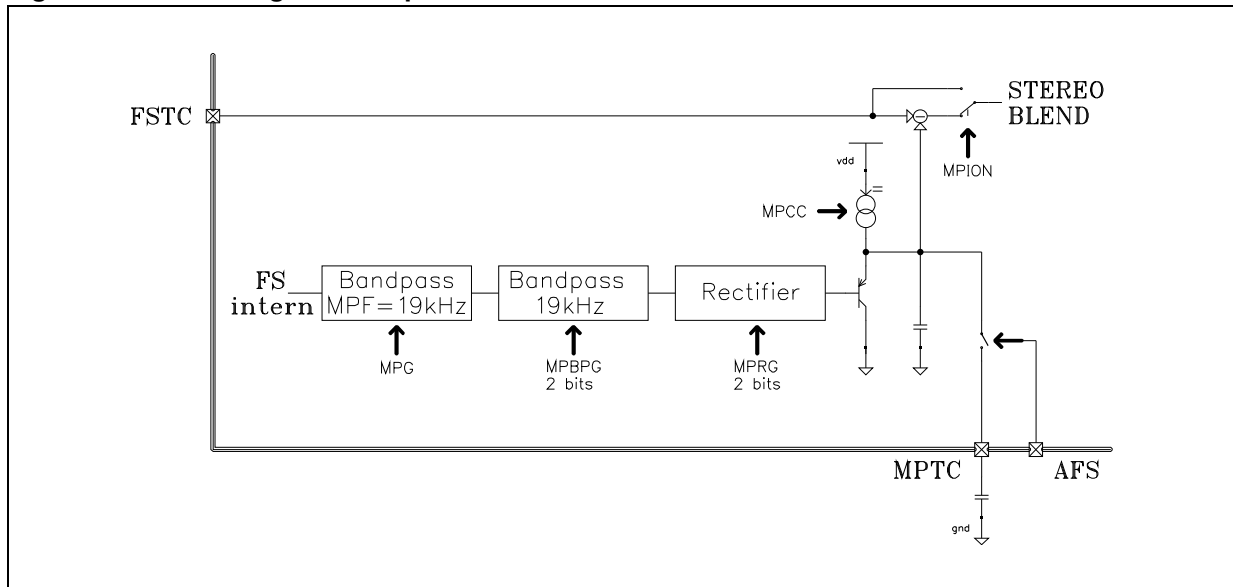 STEREO
BLEND
FSTC
vdd
MPION
MPCC
FS
intern
Bandpass
MPF=19kHz
Bandpass
19kHz
Rectifier
MPG
MPBPG
2 bits
MPRG
2 bits
MPTC
AFS
gnd